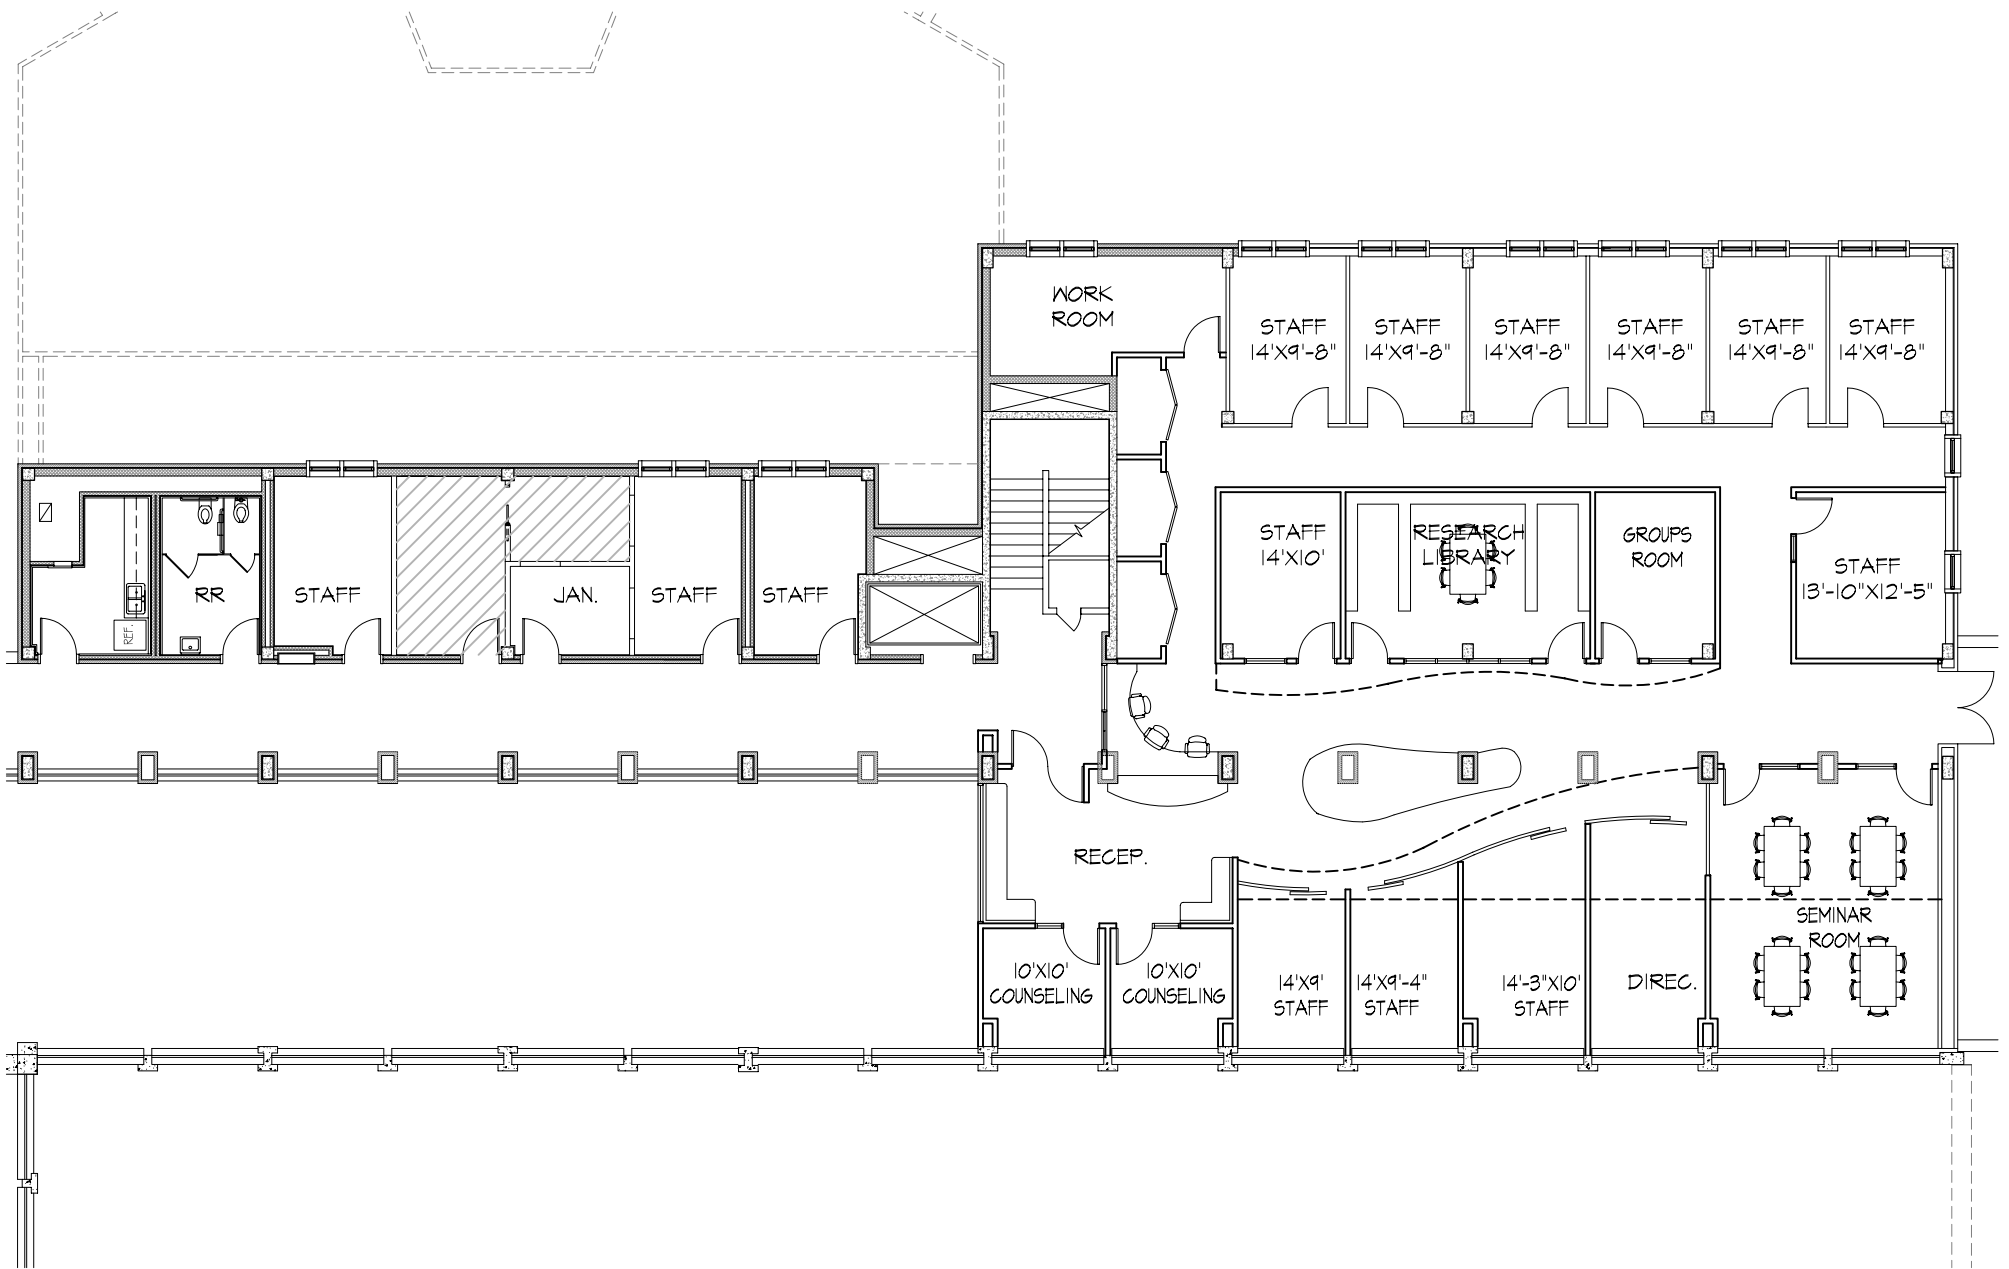 WORK
ROOM
STAFF
14'X9'-8"
STAFF
14'X9'-8"
STAFF
14'X9'-8"
STAFF
14'X9'-8"
STAFF
14'X9'-8"
STAFF
14'X9'-8"
STAFF
14'X10'
RESEARCH
LIBRARY
GROUPS
ROOM
STAFF
13'-10"X12'-5"
REF.
RR
STAFF
JAN.
STAFF
STAFF
RECEP.
10'X10'
COUNSELING
10'X10'
COUNSELING
14'X9'
STAFF
14'X9'-4"
STAFF
14'-3"X10'
STAFF
DIREC.
SEMINAR
ROOM